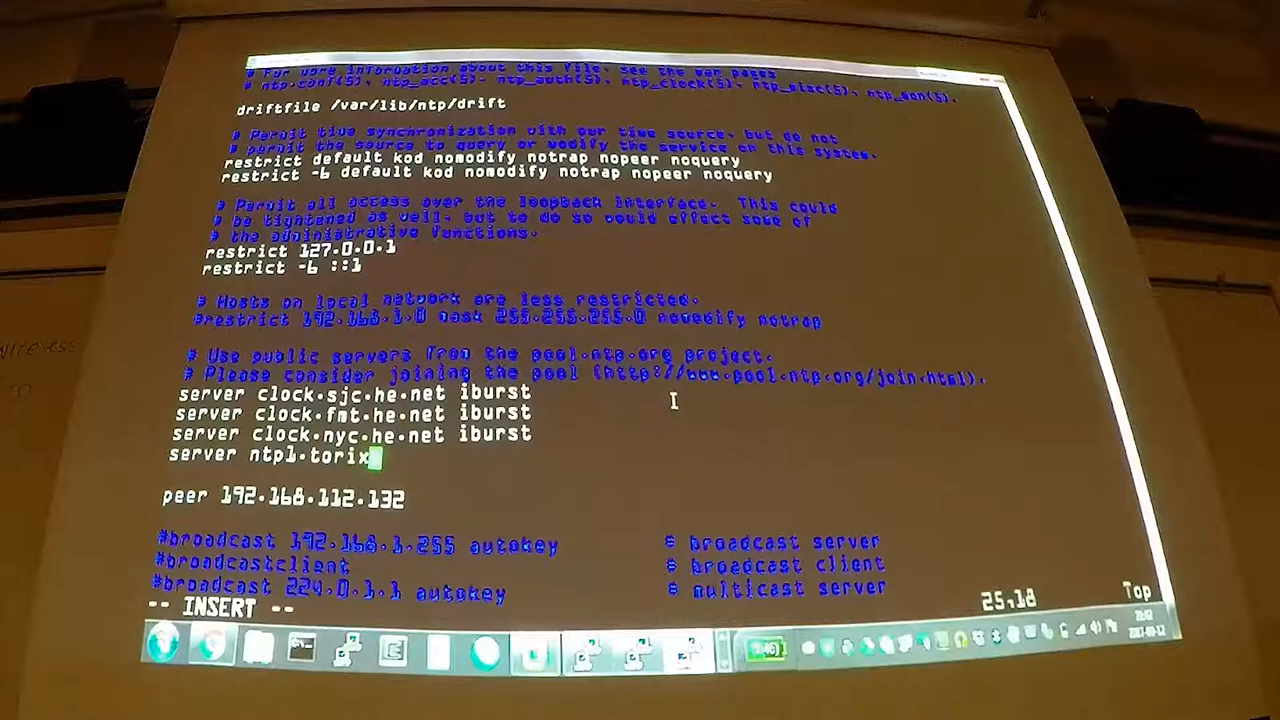 # For more information about this file, see the man pages
# ntp.conf(5), ntp_acc(5), ntp_auth(5), ntp_clock(5), ntp_misc(5), ntp_mon(5).
driftfile /var/lib/ntp/drift
# Permit time synchronization with our time source, but do not
# permit the source to query or modify the service on this system.
restrict default kod nomodify notrap nopeer noquery
restrict -6 default kod nomodify notrap nopeer noquery
# Permit all access over the loopback interface. This could
# be tightened as well, but to do so would effect some of
# the administrative functions.
restrict 127.0.0.1
restrict -6 ::1
# Hosts on local network are less restricted.
#restrict 192.168.1.0 mask 255.255.255.0 nomodify notrap
# Use public servers from the pool.ntp.org project.
# Please consider joining the pool (http://www.pool.ntp.org/join.html).
server clock.sjc.he.net iburst
server clock.fmt.he.net iburst
server clock.nyc.he.net iburst
server ntp1.torix
peer 192.168.112.132
#broadcast 192.168.1.255 autokey # broadcast server
#broadcastclient # broadcast client
#broadcast 224.0.1.1 autokey # multicast server
-- INSERT -- 25,18 Top
wireless
TO